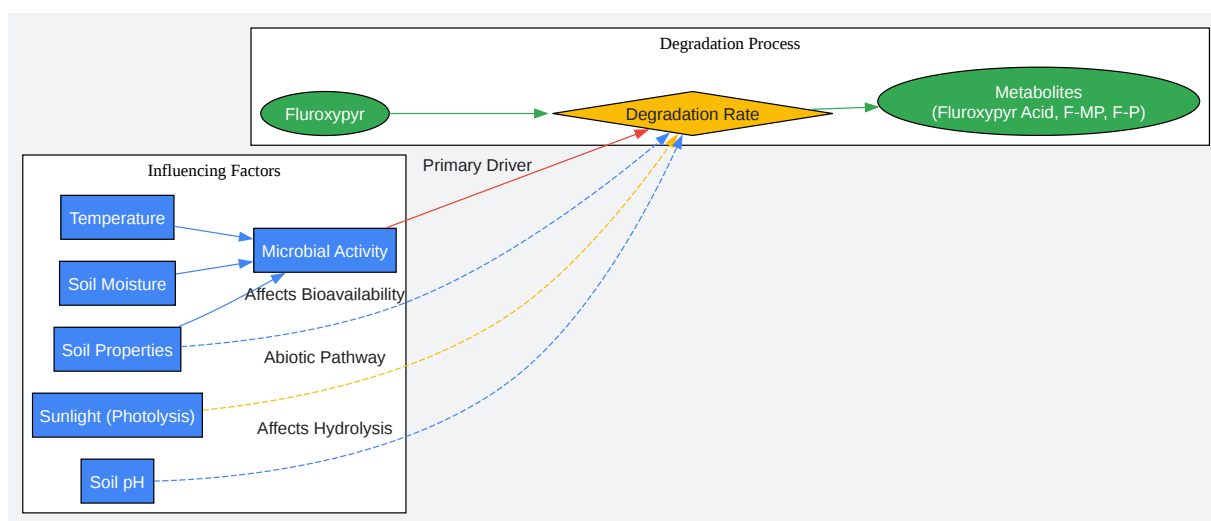 Degradation Process
Fluroxypyr
Degradation Rate
Metabolites
(Fluroxypyr Acid, F-MP, F-P)
Influencing Factors
Primary Driver
Temperature
Microbial Activity
Soil Moisture
Affects Bioavailability
Soil Properties
Abiotic Pathway
Sunlight (Photolysis)
Affects Hydrolysis
Soil pH